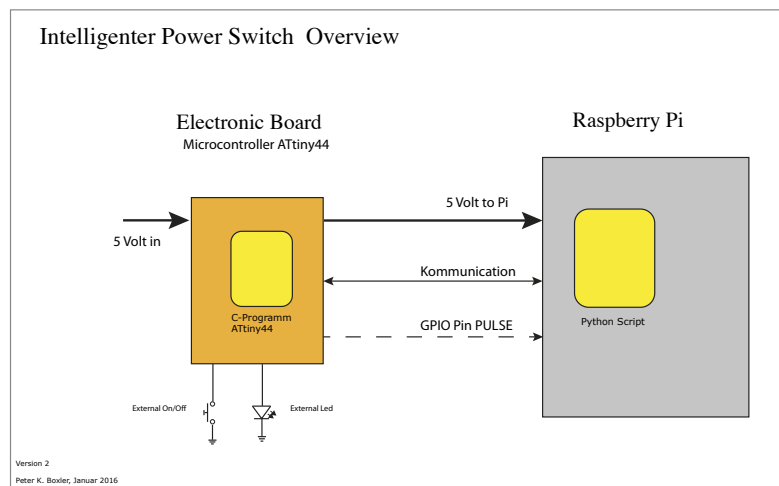 Intelligenter Power Switch  Overview
Electronic Board
Microcontroller ATtiny44
Raspberry Pi
5 Volt in
5 Volt to Pi
Kommunication
GPIO Pin PULSE
C-Programm
ATtiny44
Python Script
External On/Off
External Led
Version 2
Peter K. Boxler, Januar 2016